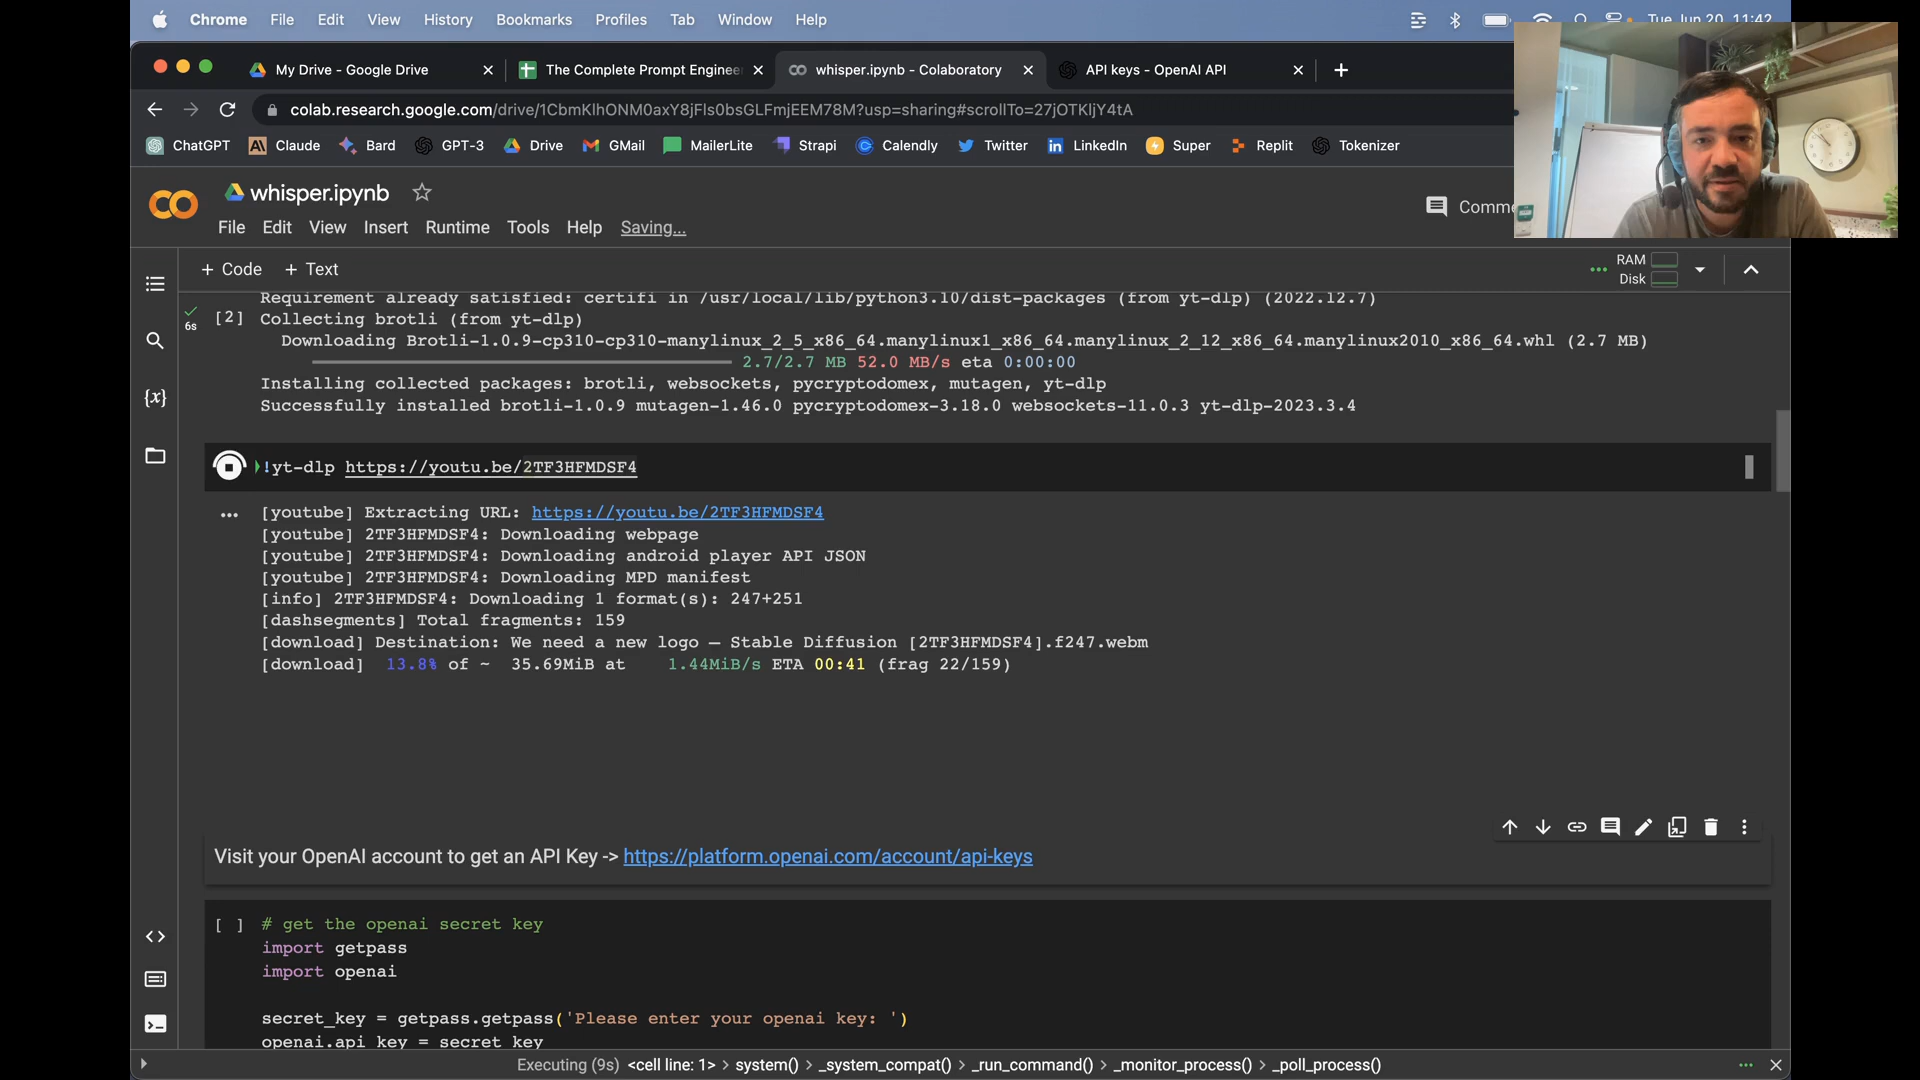 Chrome File Edit View History Bookmarks Profiles Tab Window Help Tue Jun 20 11:42
My Drive - Google Drive The Complete Prompt Enginee whisper.ipynb - Colaboratory API keys - OpenAI API
colab.research.google.com/drive/1CbmKlhONM0axY8jFls0bsGLFmjEEM78M?usp=sharing#scrollTo=27jOTKljY4tA
ChatGPT Claude Bard GPT-3 Drive GMail MailerLite Strapi Calendly Twitter LinkedIn Super Replit Tokenizer
whisper.ipynb
Comme
File Edit View Insert Runtime Tools Help Saving...
+ Code + Text
RAM
Disk
Requirement already satisfied: certifi in /usr/local/lib/python3.10/dist-packages (from yt-dlp) (2022.12.7)
6s [2] Collecting brotli (from yt-dlp)
Downloading Brotli-1.0.9-cp310-cp310-manylinux_2_5_x86_64.manylinux1_x86_64.manylinux_2_12_x86_64.manylinux2010_x86_64.whl (2.7 MB)
2.7/2.7 MB 52.0 MB/s eta 0:00:00
Installing collected packages: brotli, websockets, pycryptodomex, mutagen, yt-dlp
Successfully installed brotli-1.0.9 mutagen-1.46.0 pycryptodomex-3.18.0 websockets-11.0.3 yt-dlp-2023.3.4
!yt-dlp https://youtu.be/2TF3HFMDSF4
[youtube] Extracting URL: https://youtu.be/2TF3HFMDSF4
[youtube] 2TF3HFMDSF4: Downloading webpage
[youtube] 2TF3HFMDSF4: Downloading android player API JSON
[youtube] 2TF3HFMDSF4: Downloading MPD manifest
[info] 2TF3HFMDSF4: Downloading 1 format(s): 247+251
[dashsegments] Total fragments: 159
[download] Destination: We need a new logo — Stable Diffusion [2TF3HFMDSF4].f247.webm
[download] 13.8% of ~ 35.69MiB at 1.44MiB/s ETA 00:41 (frag 22/159)
Visit your OpenAI account to get an API Key -> https://platform.openai.com/account/api-keys
[ ] # get the openai secret key
import getpass
import openai
secret_key = getpass.getpass('Please enter your openai key: ')
openai.api_key = secret_key
Executing (9s) <cell line: 1> > system() > _system_compat() > _run_command() > _monitor_process() > _poll_process()